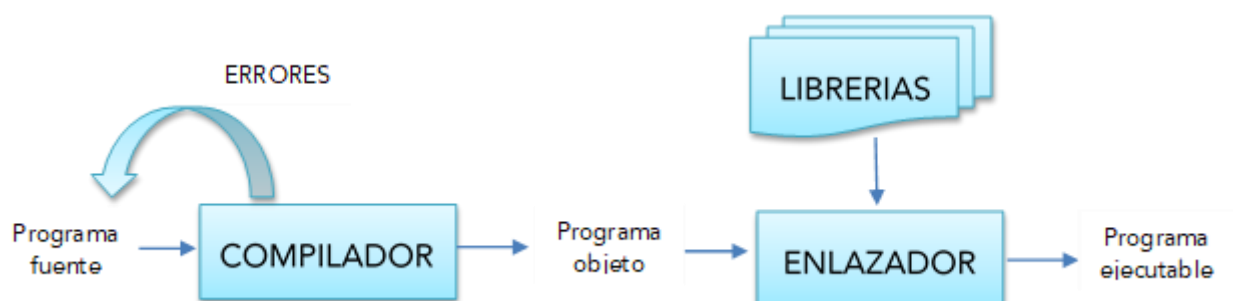 ERRORES
LIBRERIAS
Programa
fuente
COMPILADOR
Programa
objeto
ENLAZADOR
Programa
ejecutable